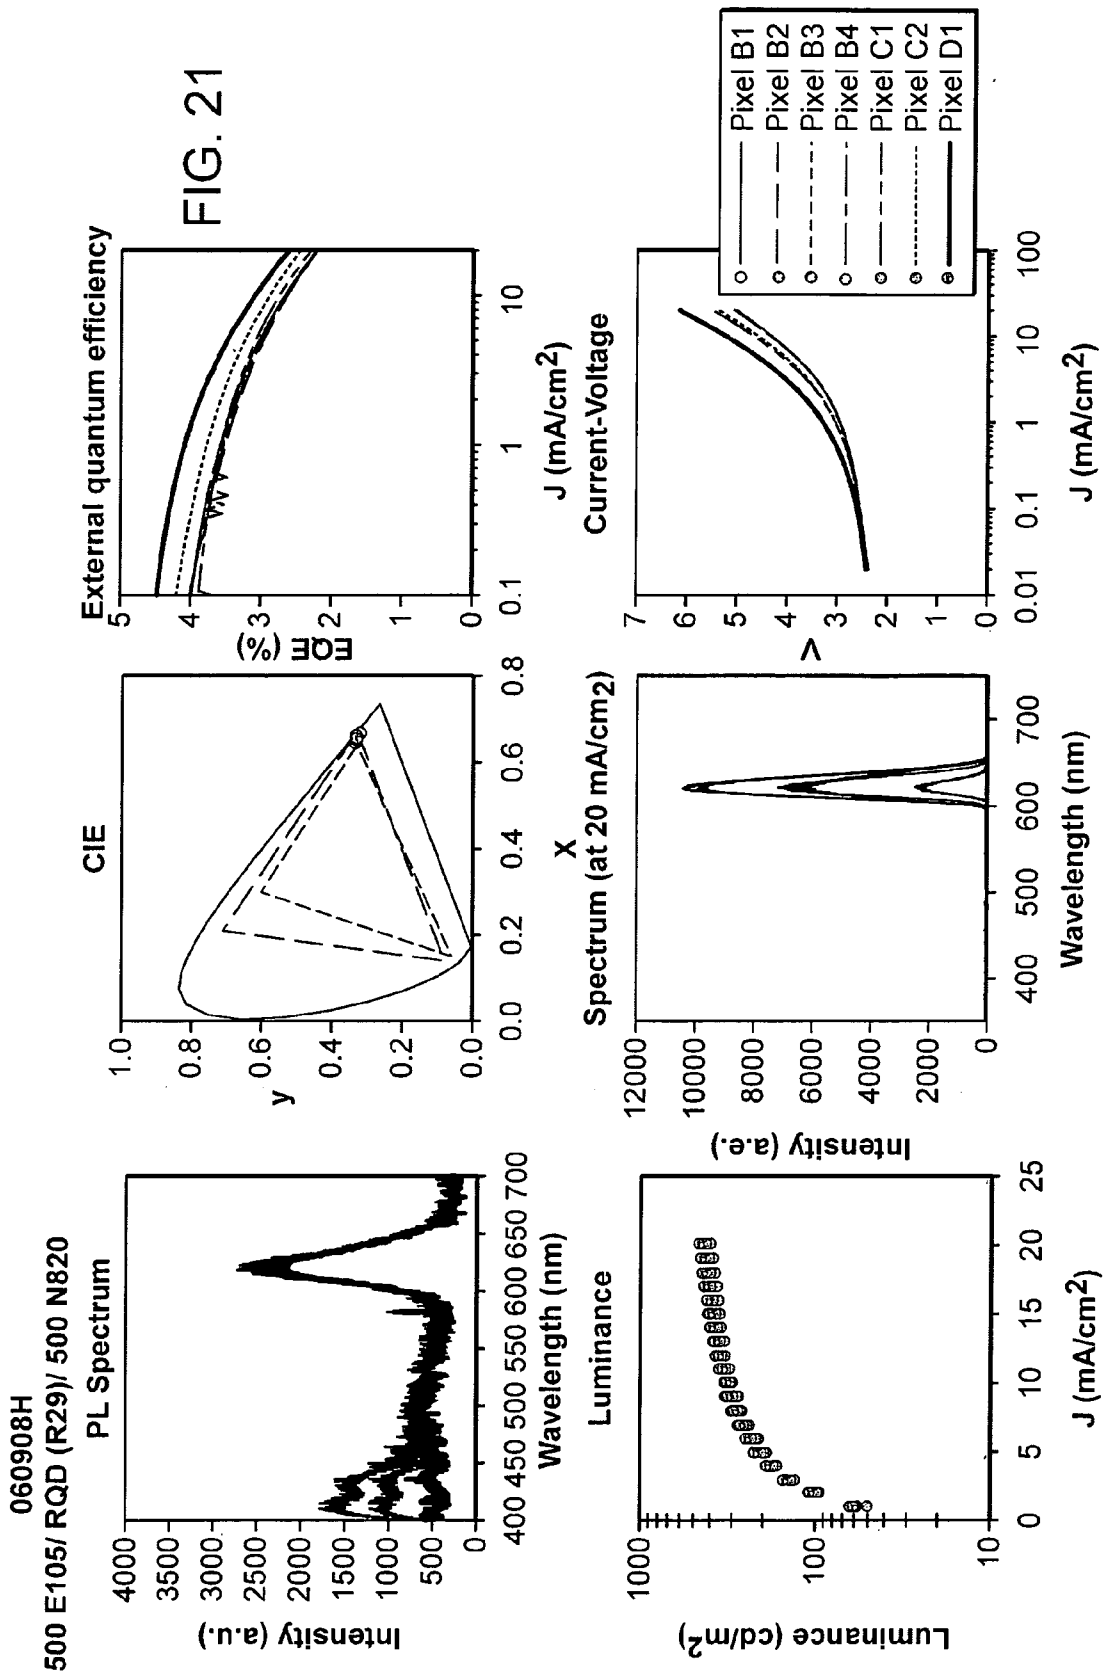 060908H
500 E105/ RQD (R29)/ 500 N820
FIG. 21
PL Spectrum
4000
3500
3000
2500
2000
1500
1000
500
0
Intensity (a.u.)
400 450 500 550 600 650 700
Wavelength (nm)
CIE
1.0
0.8
0.6
0.4
0.2
0.0
y
0.0 0.2 0.4 0.6 0.8
X
External quantum efficiency
5
4
3
2
1
0
EQE (%)
0.1 1 10
J (mA/cm2)
Luminance
1000
100
10
Luminance (cd/m2)
0 5 10 15 20 25
J (mA/cm2)
Spectrum (at 20 mA/cm2)
12000
10000
8000
6000
4000
2000
0
Intensity (a.e.)
400 500 600 700
Wavelength (nm)
Current-Voltage
7
6
5
4
3
2
1
0
V
0.01 0.1 1 10 100
J (mA/cm2)
Pixel B1
Pixel B2
Pixel B3
Pixel B4
Pixel C1
Pixel C2
Pixel D1